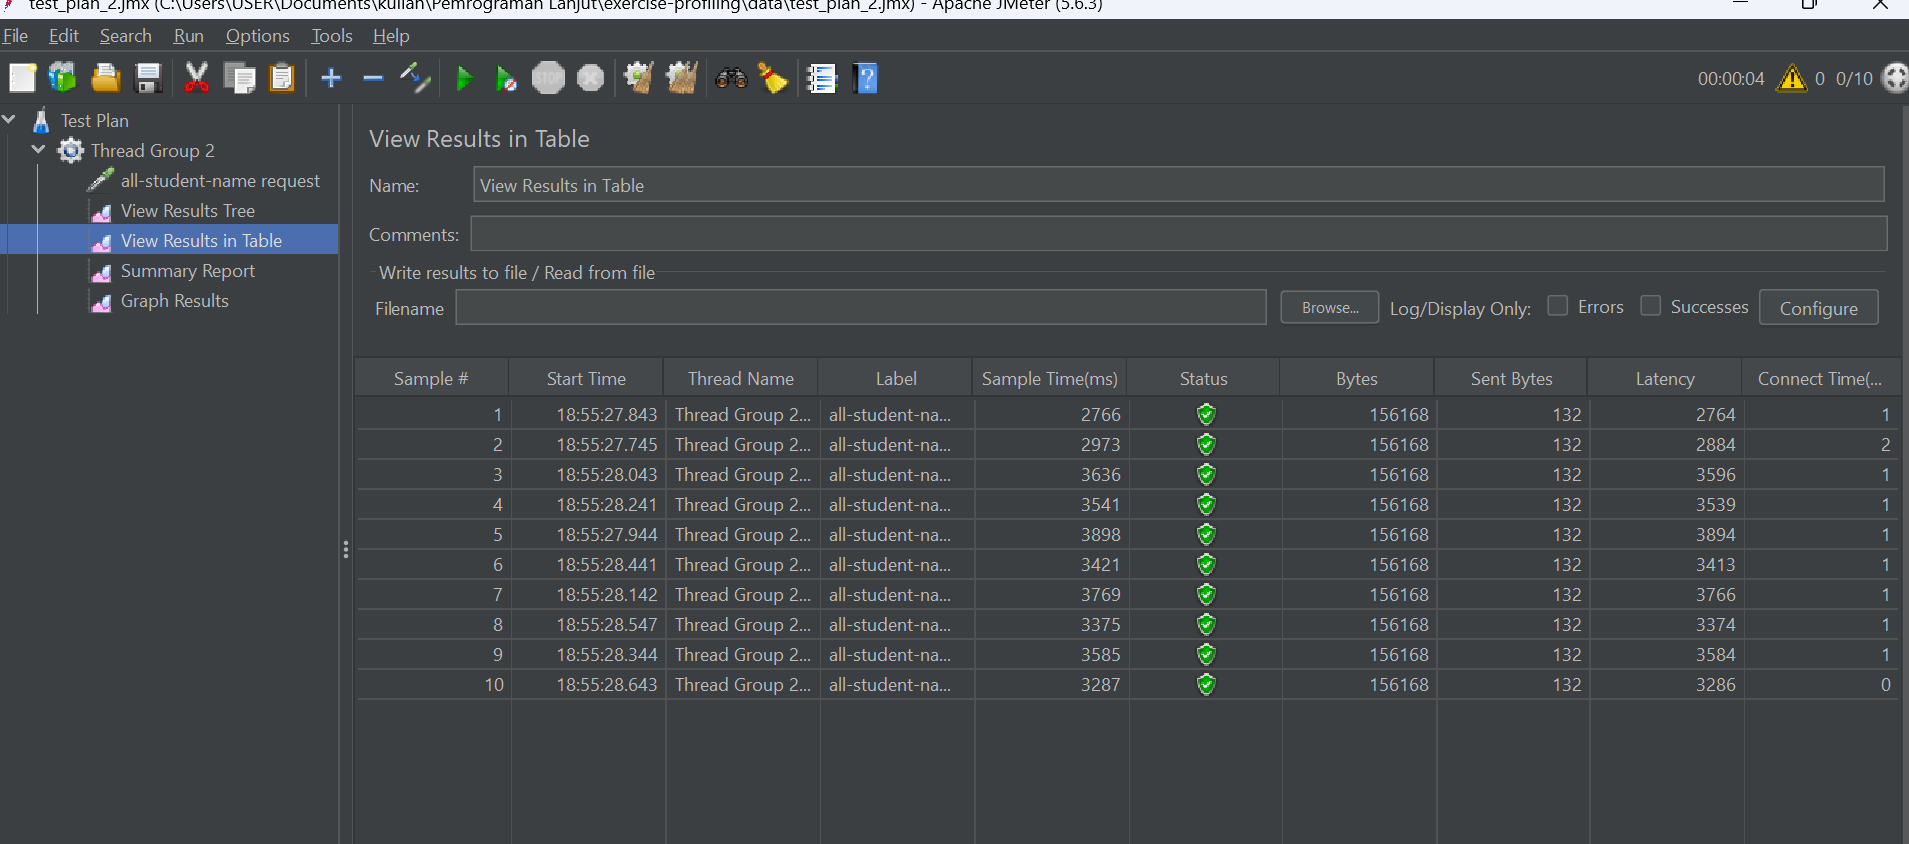 test_plan_2.jmx (C:\Users\USER\Documents\kuliah\Pemrograman Lanjut\exercise-profiling\data\test_plan_2.jmx) - Apache JMeter (5.6.3)
File Edit Search Run Options Tools Help
STOP ? 00:00:04 0 0/10
Test Plan
Thread Group 2
all-student-name request
View Results Tree
View Results in Table
Summary Report
Graph Results
View Results in Table
Name: View Results in Table
Comments:
Write results to file / Read from file
Filename Browse... Log/Display Only: Errors Successes Configure
Sample # Start Time Thread Name Label Sample Time(ms) Status Bytes Sent Bytes Latency Connect Time(...
1 18:55:27.843 Thread Group 2... all-student-na... 2766 156168 132 2764 1
2 18:55:27.745 Thread Group 2... all-student-na... 2973 156168 132 2884 2
3 18:55:28.043 Thread Group 2... all-student-na... 3636 156168 132 3596 1
4 18:55:28.241 Thread Group 2... all-student-na... 3541 156168 132 3539 1
5 18:55:27.944 Thread Group 2... all-student-na... 3898 156168 132 3894 1
6 18:55:28.441 Thread Group 2... all-student-na... 3421 156168 132 3413 1
7 18:55:28.142 Thread Group 2... all-student-na... 3769 156168 132 3766 1
8 18:55:28.547 Thread Group 2... all-student-na... 3375 156168 132 3374 1
9 18:55:28.344 Thread Group 2... all-student-na... 3585 156168 132 3584 1
10 18:55:28.643 Thread Group 2... all-student-na... 3287 156168 132 3286 0